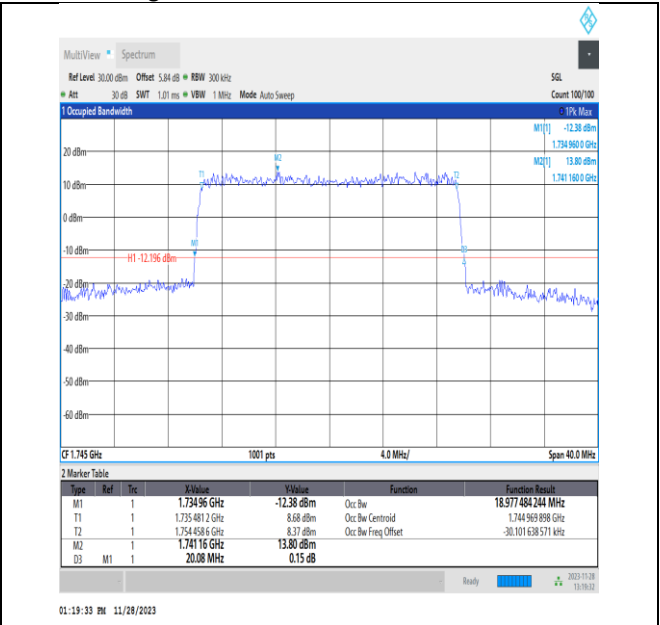 MultiView Spectrum
Ref Level 30.00 dBm Offset 5.84 dB RBW 300 kHz SGL
Att 30 dB SWT 1.01 ms VBW 1 MHz Mode Auto Sweep Count 100/100
1 Occupied Bandwidth 1Pk Max
M1[1] -12.38 dBm
1.734 960 0 GHz
M2[1] 13.80 dBm
1.741 160 0 GHz
20 dBm
M2
T1 T2
10 dBm
0 dBm
M1
-10 dBm
H1 -12.196 dBm
-20 dBm
-30 dBm
-40 dBm
-50 dBm
-60 dBm
CF 1.745 GHz 1001 pts 4.0 MHz/ Span 40.0 MHz
2 Marker Table
Type Ref Trc X-Value Y-Value Function Function Result
M1 1 1.734 96 GHz -12.38 dBm Occ Bw 18.977 484 244 MHz
T1 1 1.735 481 2 GHz 8.68 dBm Occ Bw Centroid 1.744 969 898 GHz
T2 1 1.754 458 6 GHz 8.37 dBm Occ Bw Freq Offset -30.101 638 571 kHz
M2 1 1.741 16 GHz 13.80 dBm
D3 M1 1 20.08 MHz 0.15 dB
Ready 2023-11-28
13:19:32
01:19:33 PM 11/28/2023